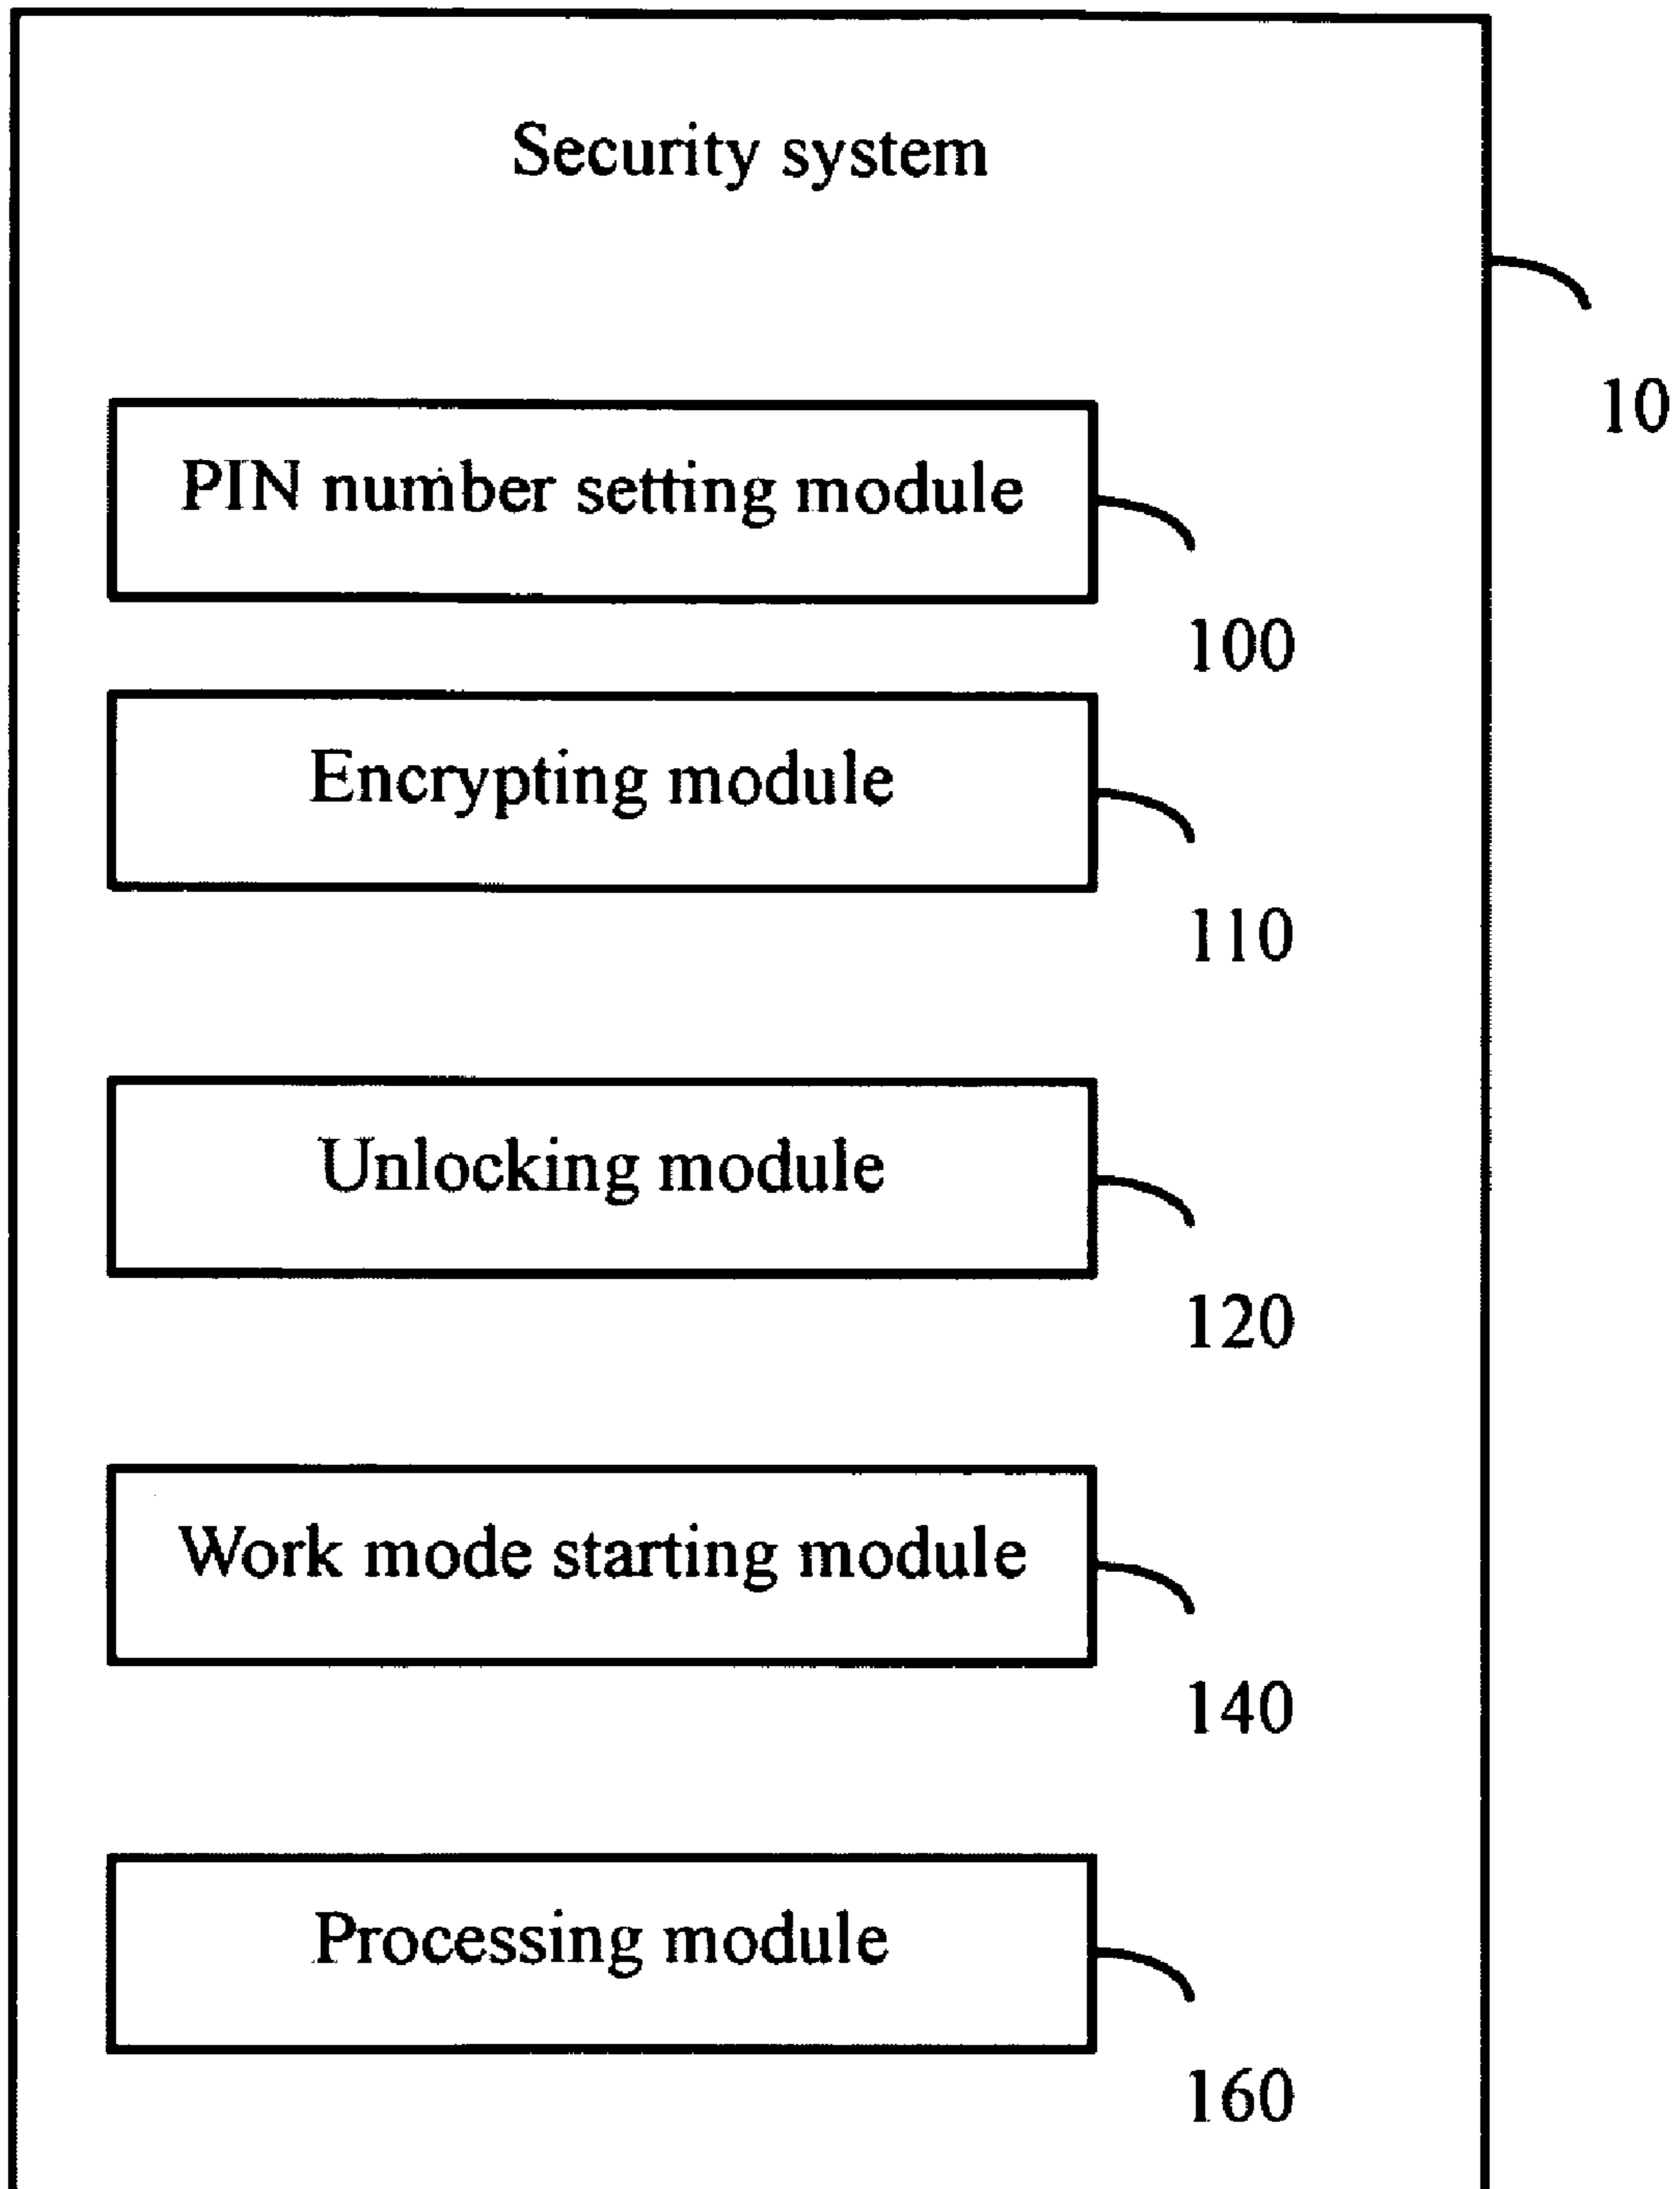 Security system
10
PIN number setting module
100
Encrypting module
110
Unlocking module
120
Work mode starting module
140
Processing module
160